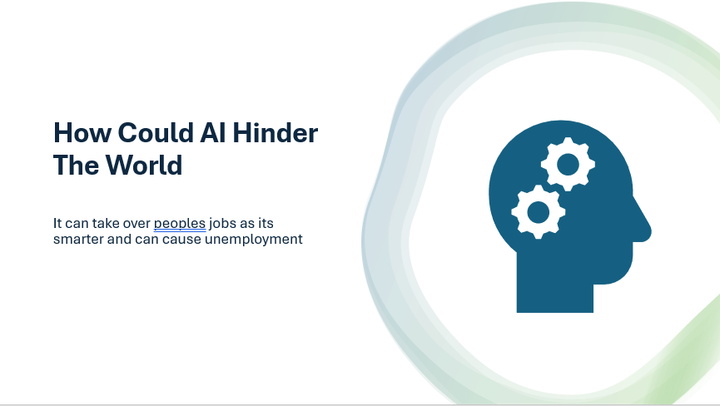 How Could AI Hinder
The World
It can take over peoples jobs as its
smarter and can cause unemployment